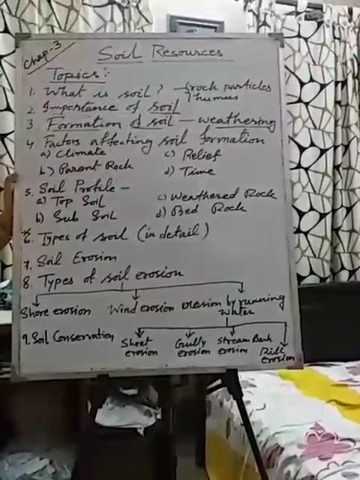 Chap: 3
Soil Resources
Topics:
1. What is soil? → rock particles
→ humus
2. Importance of soil
3. Formation of soil — weathering
4. Factors affecting soil formation
a) Climate c) Relief
b) Parent Rock d) Time
5. Soil Profile —
a) Top Soil c) Weathered Rock
b) Sub Soil d) Bed Rock
*6. Types of soil (in detail)
7. Soil Erosion
8. Types of soil erosion
Shore erosion Wind erosion Erosion by running
water
9. Soil Conservation Sheet erosion Gully erosion Stream Bank erosion Rill erosion